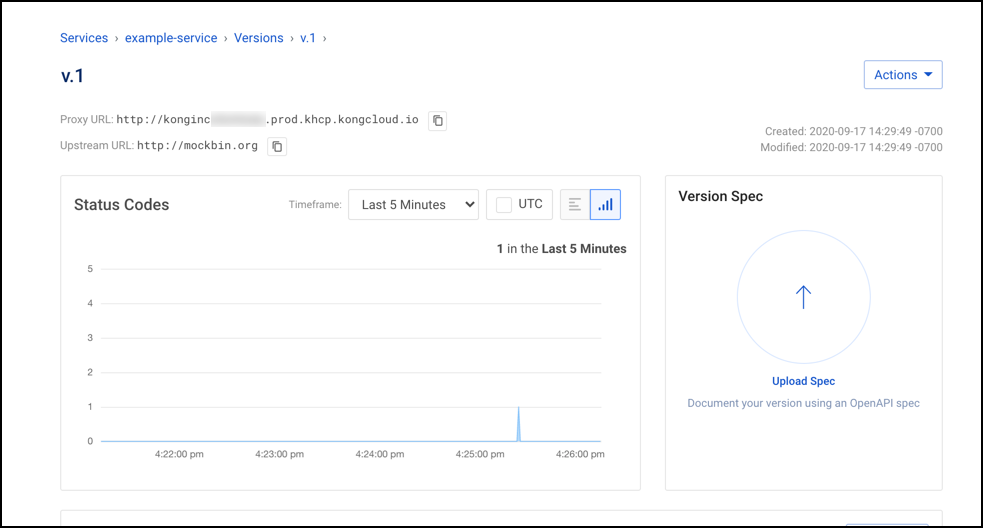 Services › example-service › Versions › v.1 ›
v.1
Actions
Proxy URL: http://konginc .prod.khcp.kongcloud.io
Upstream URL: http://mockbin.org
Created: 2020-09-17 14:29:49 -0700
Modified: 2020-09-17 14:29:49 -0700
Status Codes
Timeframe: Last 5 Minutes UTC
1 in the Last 5 Minutes
5
4
3
2
1
0
4:22:00 pm 4:23:00 pm 4:24:00 pm 4:25:00 pm 4:26:00 pm
Version Spec
Upload Spec
Document your version using an OpenAPI spec